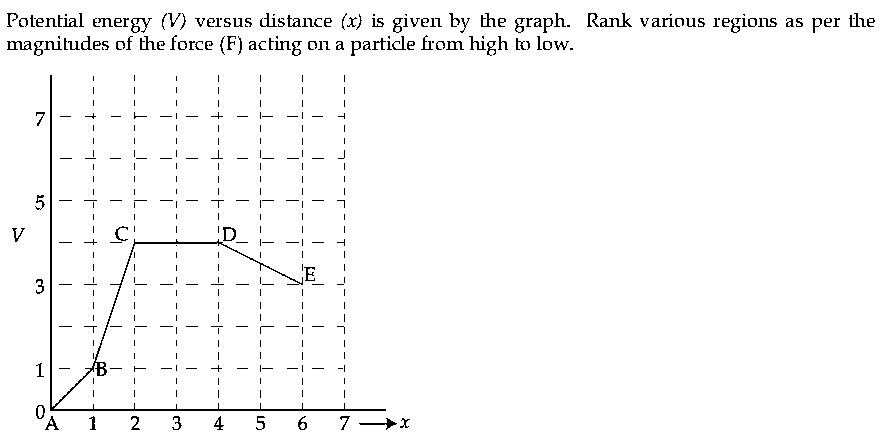 Potential energy (V) versus distance (x) is given by the graph. Rank various regions as per the
magnitudes of the force (F) acting on a particle from high to low.
7
5
V
C
D
E
3
1
B
0
A 1 2 3 4 5 6 7 x